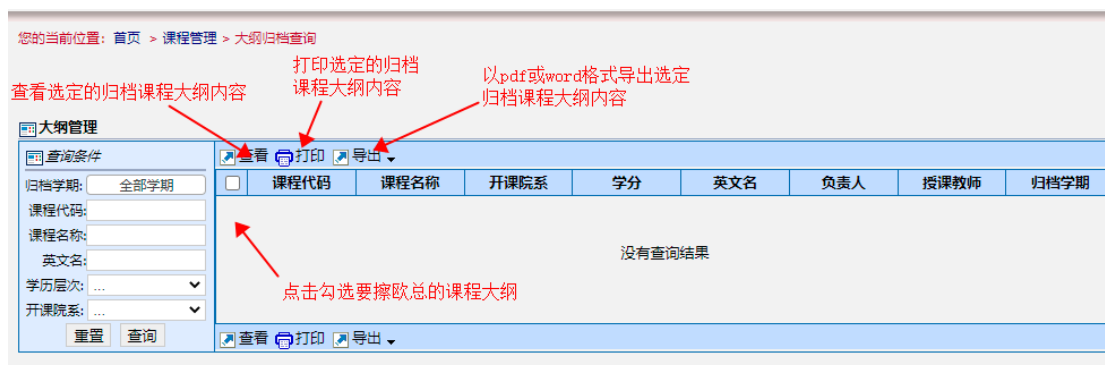 您的当前位置: 首页 > 课程管理 > 大纲归档查询
打印选定的归档
课程大纲内容
以pdf或word格式导出选定
归档课程大纲内容
查看选定的归档课程大纲内容
大纲管理
查询条件
查看 打印 导出
归档学期: 全部学期
课程代码 课程名称 开课院系 学分 英文名 负责人 授课教师 归档学期
课程代码:
课程名称:
英文名:
没有查询结果
学历层次: ...
点击勾选要擦欧总的课程大纲
开课院系: ...
重置 查询
查看 打印 导出